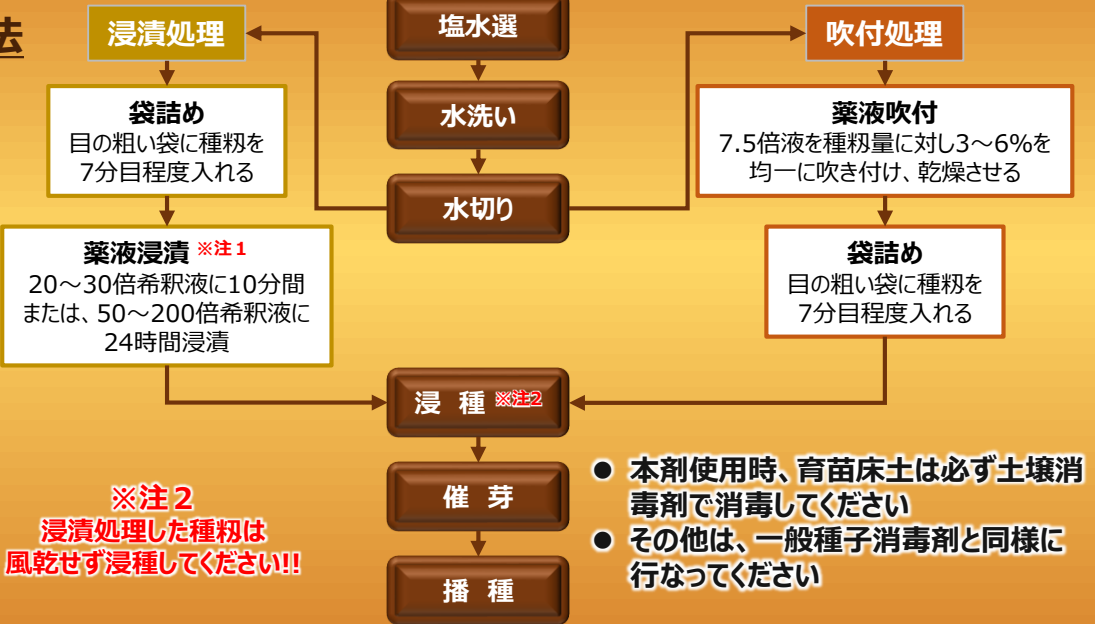 法
浸漬処理
塩水選
吹付処理
袋詰め
目の粗い袋に種籾を
7分目程度入れる
水洗い
薬液吹付
7.5倍液を種籾量に対し3～6%を
均一に吹き付け、乾燥させる
水切り
薬液浸漬 ※注1
20～30倍希釈液に10分間
または、50～200倍希釈液に
24時間浸漬
袋詰め
目の粗い袋に種籾を
7分目程度入れる
浸 種 ※注2
催 芽
播 種
※注2
浸漬処理した種籾は
風乾せず浸種してください!!
● 本剤使用時、育苗床土は必ず土壌消
毒剤で消毒してください
● その他は、一般種子消毒剤と同様に
行なってください